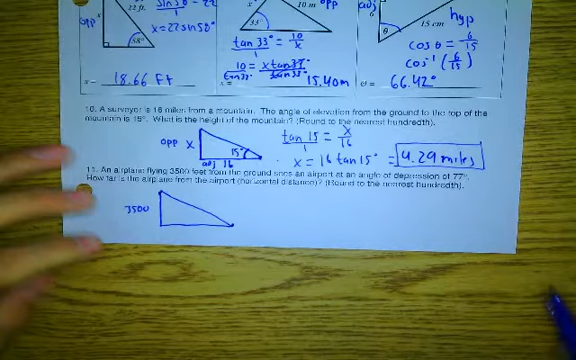 opp x 22 ft.
58°
x = 22 sin 58°
18.66 FT
x
10 m opp
33°
tan 33° = 10/x
1
15.40m
adj
6
θ
15 cm
hyp
cos θ = 6/15
cos⁻¹ (6/15)
66.42°
10. A surveyor is 16 miles from a mountain. The angle of elevation from the ground to the top of the
mountain is 15°. What is the height of the mountain? (Round to the nearest hundredth).
opp x
15°
adj 16
tan 15 = x/16
1
x = 16 tan 15° = 4.29 miles
11. An airplane flying 3500 feet from the ground sees an airport at an angle of depression of 77°.
How far is the airplane from the airport (horizontal distance)? (Round to the nearest hundredth).
3500